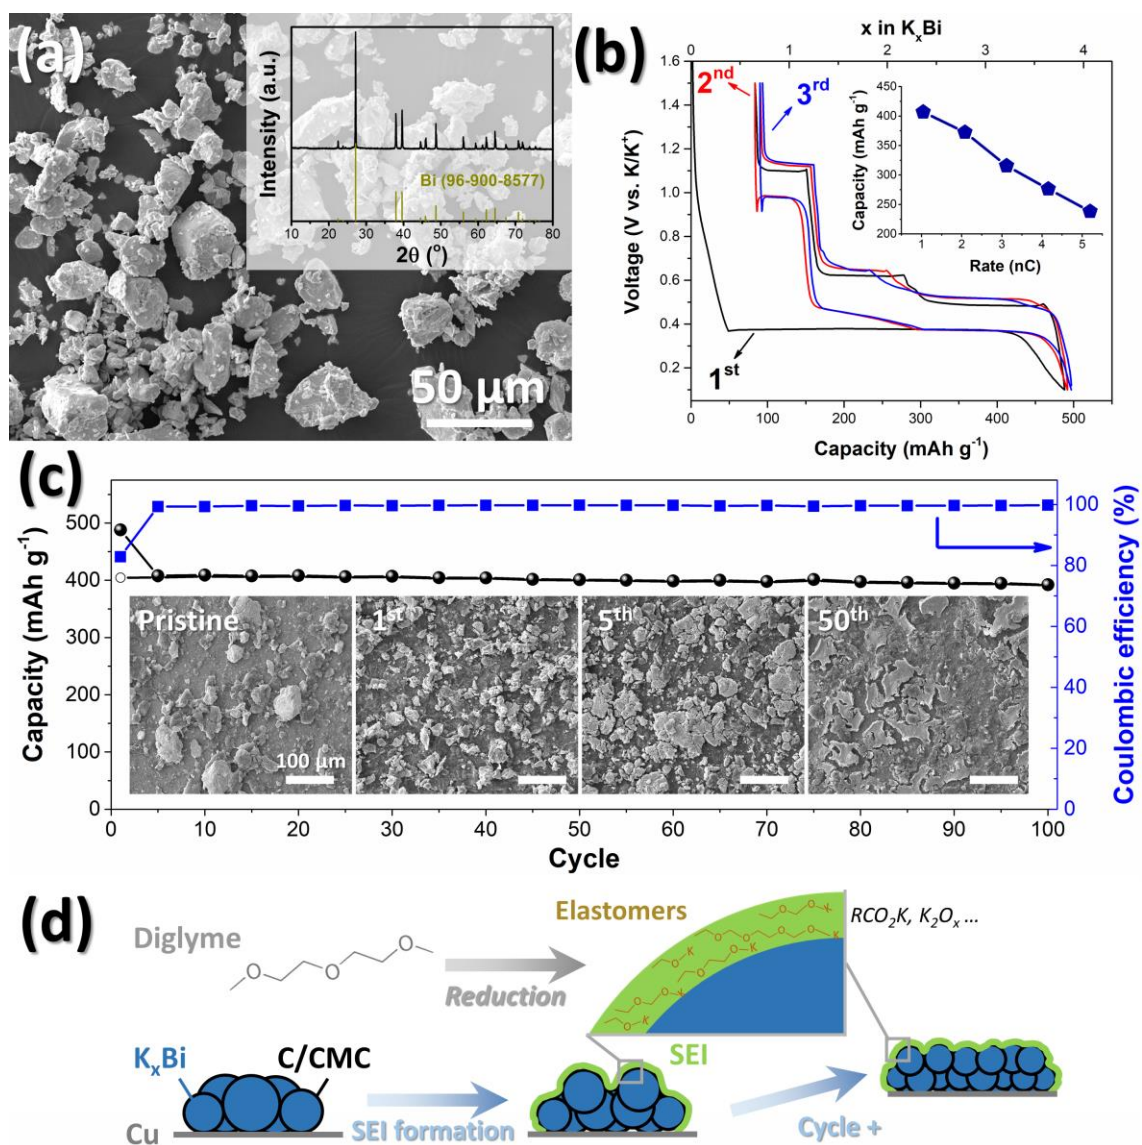 (a)
Intensity (a.u.)
Bi (96-900-8577)
10 20 30 40 50 60 70 80
2θ (°)
50 µm
(b)
x in KₓBi
0 1 2 3 4
Voltage (V vs. K/K⁺)
1.6
1.4
1.2
1.0
0.8
0.6
0.4
0.2
2ⁿᵈ
3ʳᵈ
1ˢᵗ
Capacity (mAh g⁻¹)
450
400
350
300
250
200
1 2 3 4 5
Rate (nC)
0 100 200 300 400 500
Capacity (mAh g⁻¹)
(c)
Capacity (mAh g⁻¹)
500
400
300
200
100
0
Pristine
100 µm
1ˢᵗ
5ᵗʰ
50ᵗʰ
100
80
60
40
20
0
Coulombic efficiency (%)
0 10 20 30 40 50 60 70 80 90 100
Cycle
(d)
Diglyme
O O O
Reduction
Elastomers
RCO₂K, K₂Oₓ ...
KₓBi
C/CMC
Cu
SEI formation
SEI
Cycle +